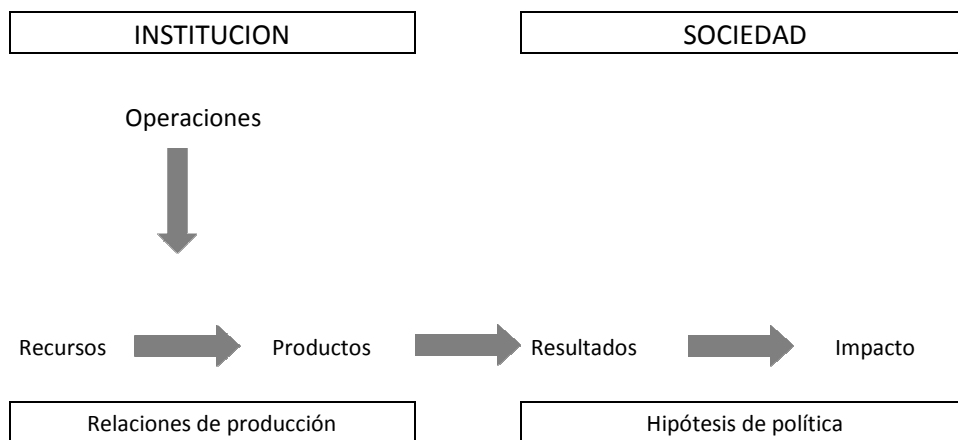 INSTITUCION
SOCIEDAD
Operaciones
Recursos
Productos
Resultados
Impacto
Relaciones de producción
Hipótesis de política